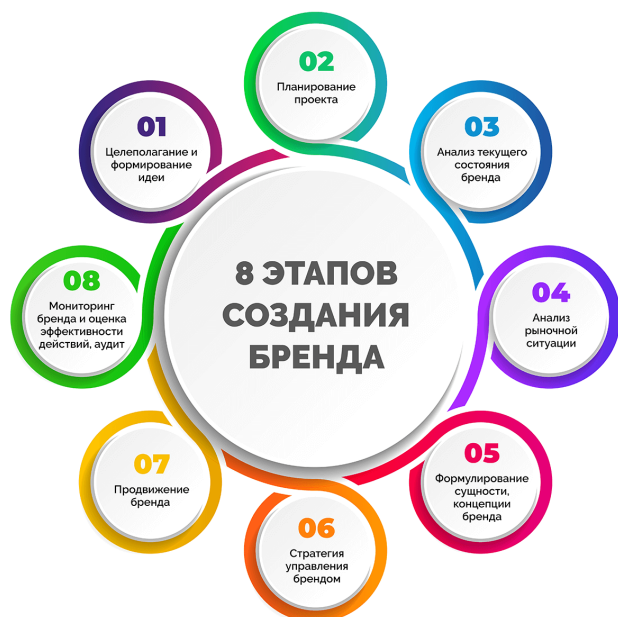 8 ЭТАПОВ
СОЗДАНИЯ
БРЕНДА
01
Целеполагание и
формирование
идеи
02
Планирование
проекта
03
Анализ текущего
состояния
бренда
04
Анализ
рыночной
ситуации
05
Формулирование
сущности,
концепции
бренда
06
Стратегия
управления
брендом
07
Продвижение
бренда
08
Мониторинг
бренда и оценка
эффективности
действий, аудит